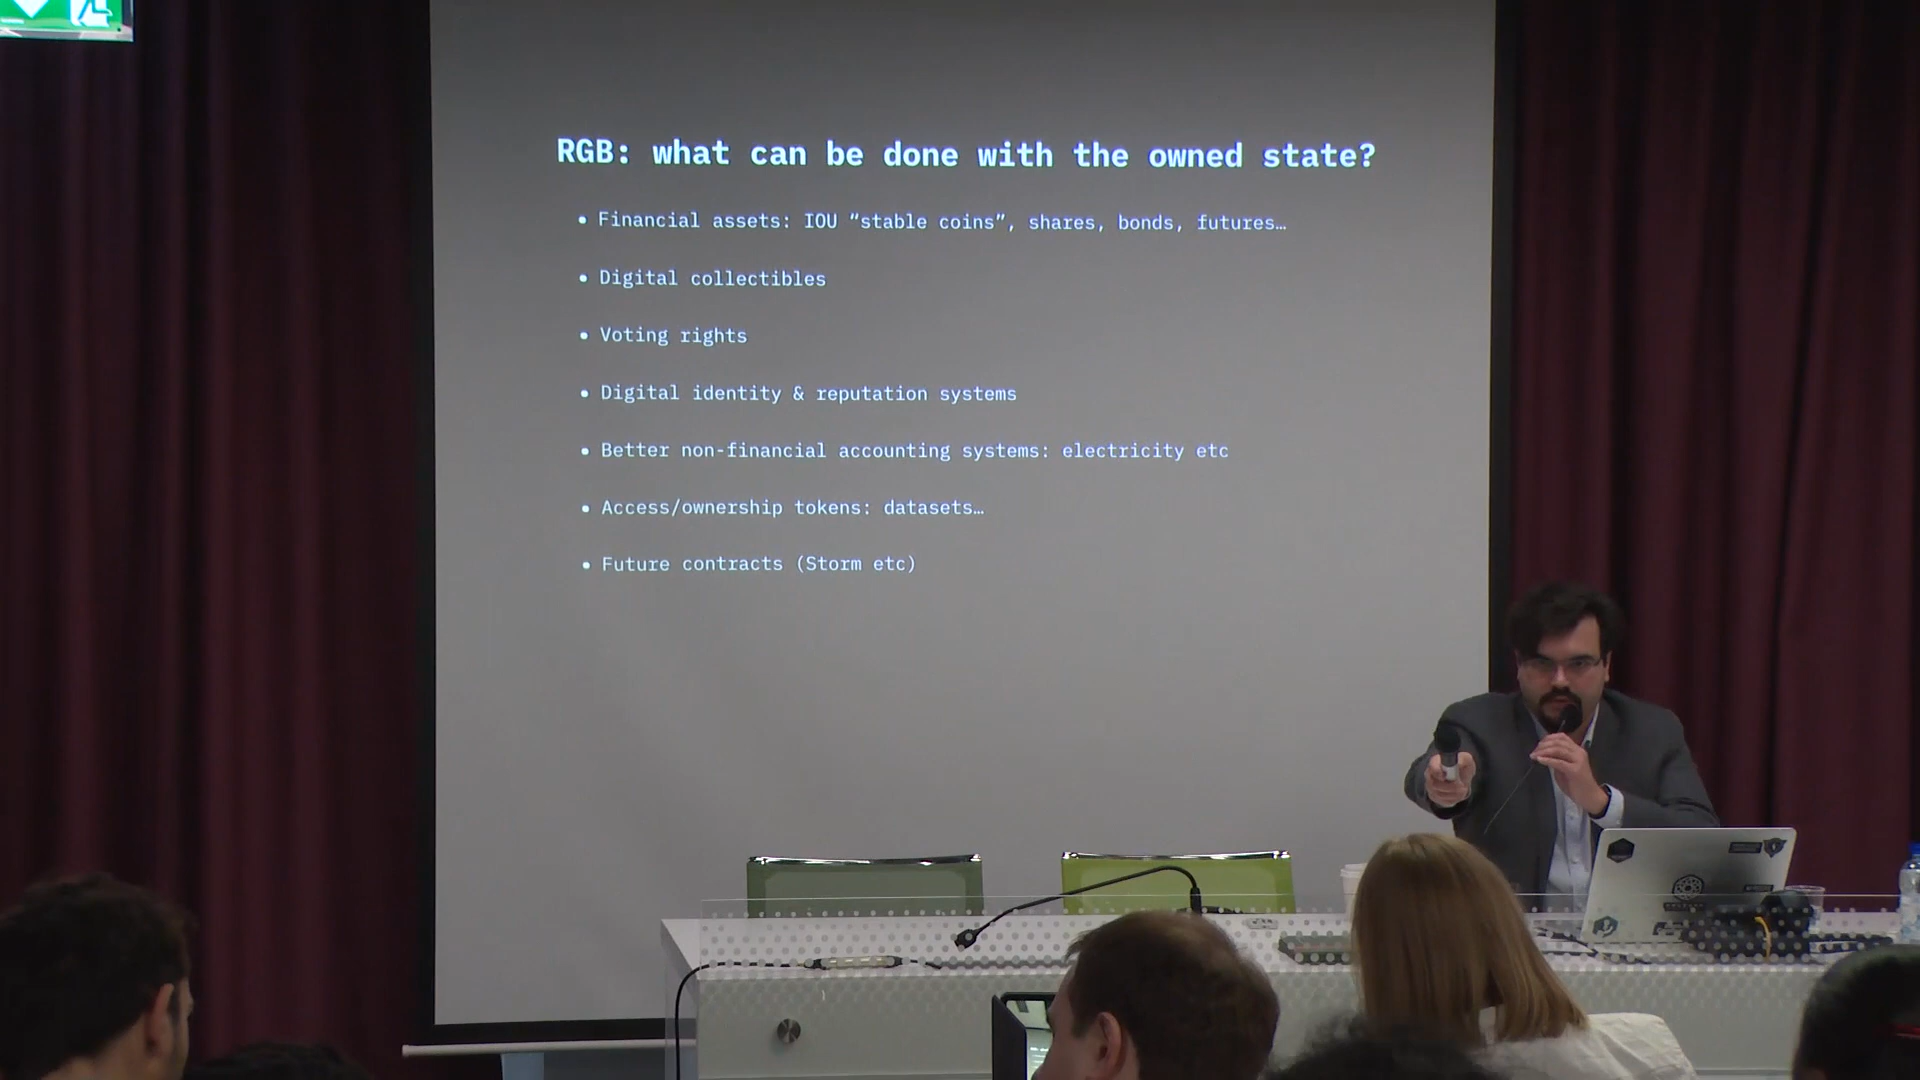 RGB: what can be done with the owned state?
• Financial assets: IOU “stable coins”, shares, bonds, futures…
• Digital collectibles
• Voting rights
• Digital identity & reputation systems
• Better non-financial accounting systems: electricity etc
• Access/ownership tokens: datasets…
• Future contracts (Storm etc)